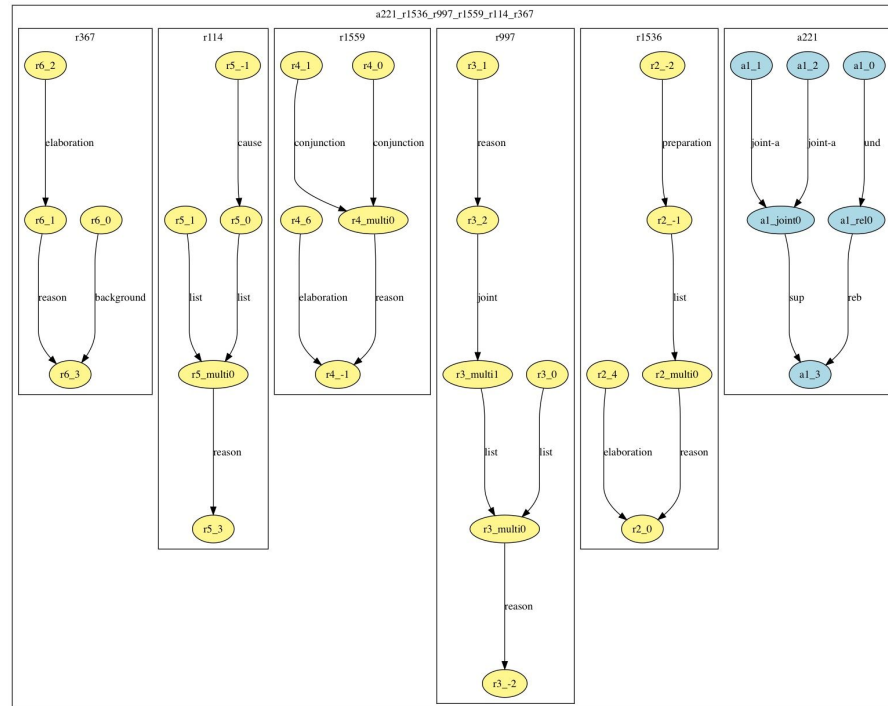 a221_r1536_r997_r1559_r114_r367
r367 r114 r1559 r997 r1536 a221
r6_2 r5_-1 r4_1 r4_0 r3_1 r2_-2 a1_1 a1_2 a1_0
elaboration cause conjunction conjunction reason preparation joint-a joint-a und
r6_1 r6_0 r5_1 r5_0 r4_6 r4_multi0 r3_2 r2_-1 a1_joint0 a1_rel0
reason background list list elaboration reason joint list sup reb
r6_3 r5_multi0 r4_-1 r3_multi1 r3_0 r2_4 r2_multi0 a1_3
reason list list elaboration reason
r5_3 r3_multi0 r2_0
reason
r3_-2